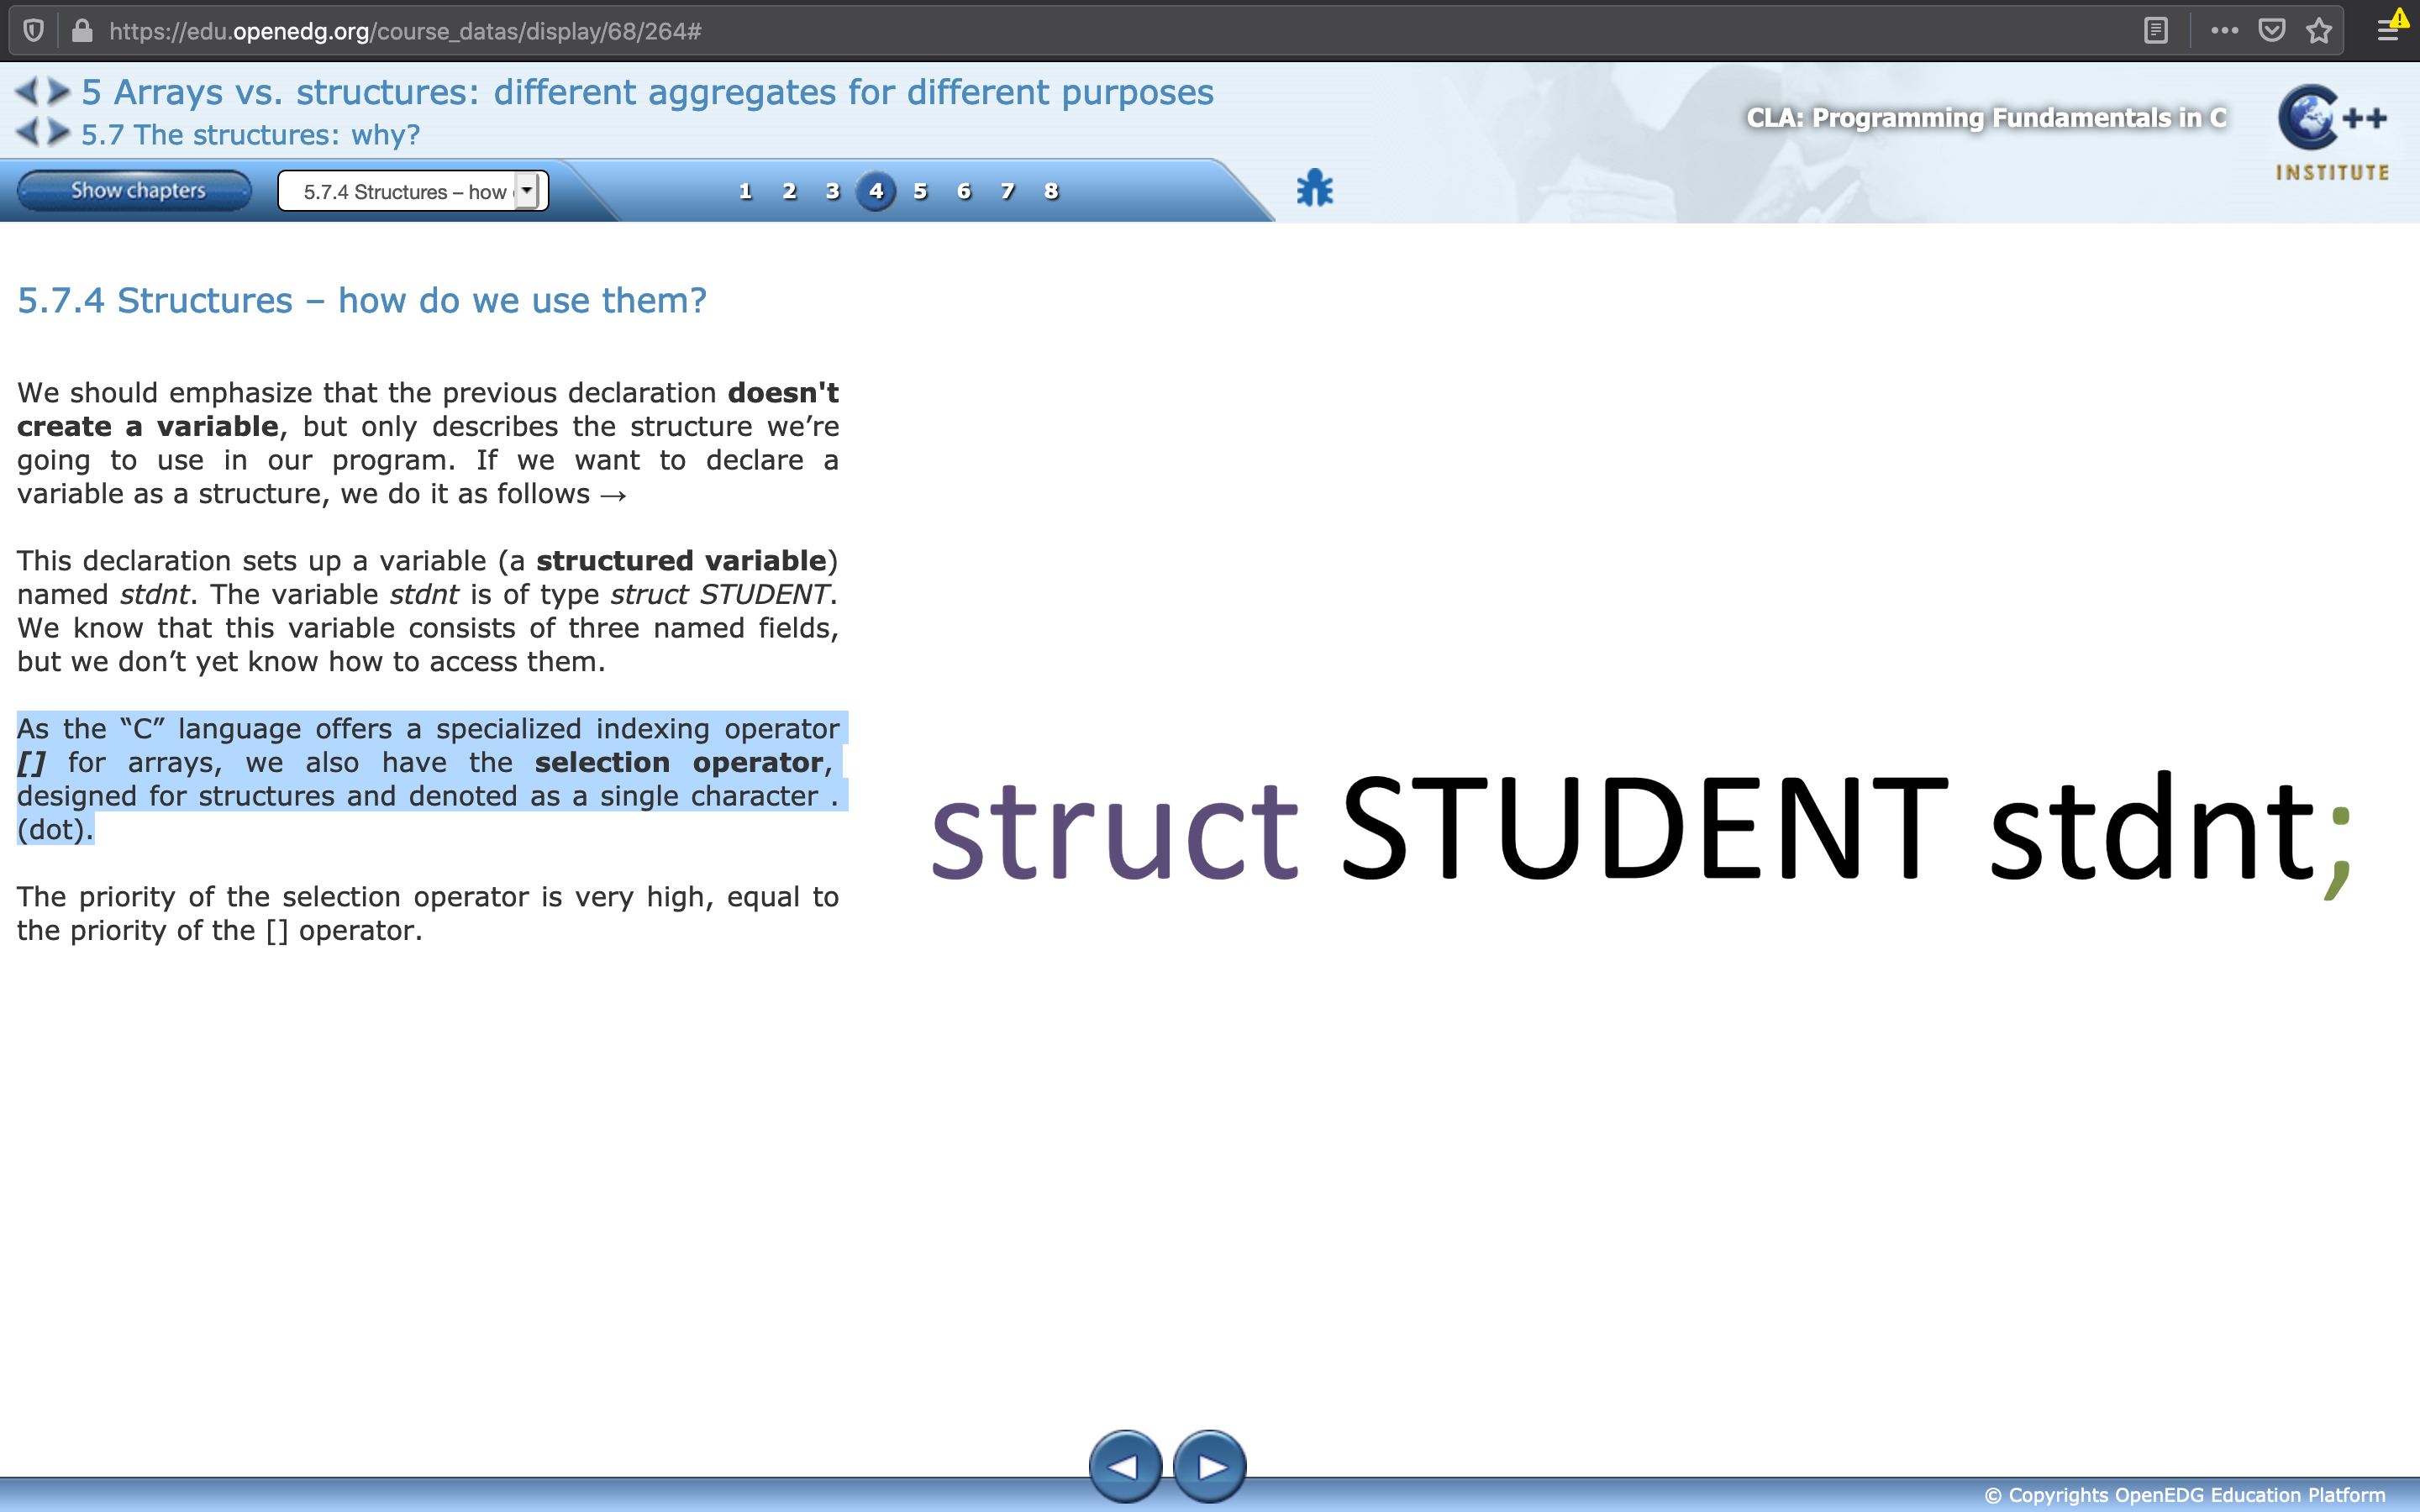 https://edu.openedg.org/course_datas/display/68/264#
5 Arrays vs. structures: different aggregates for different purposes
5.7 The structures: why?
CLA: Programming Fundamentals in C
C++
INSTITUTE
Show chapters
5.7.4 Structures – how
1 2 3 4 5 6 7 8
5.7.4 Structures – how do we use them?
We should emphasize that the previous declaration doesn't
create a variable, but only describes the structure we’re
going to use in our program. If we want to declare a
variable as a structure, we do it as follows →
This declaration sets up a variable (a structured variable)
named stdnt. The variable stdnt is of type struct STUDENT.
We know that this variable consists of three named fields,
but we don’t yet know how to access them.
As the “C” language offers a specialized indexing operator
[] for arrays, we also have the selection operator,
designed for structures and denoted as a single character .
(dot).
The priority of the selection operator is very high, equal to
the priority of the [] operator.
struct STUDENT stdnt;
© Copyrights OpenEDG Education Platform